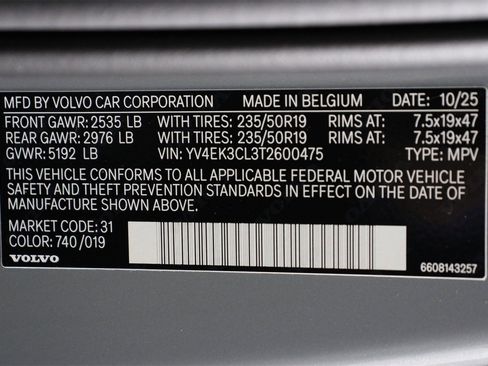 MFD BY VOLVO CAR CORPORATION MADE IN BELGIUM DATE: 10/25
FRONT GAWR: 2535 LB WITH TIRES: 235/50R19 RIMS AT: 7.5x19x47
REAR GAWR: 2976 LB WITH TIRES: 235/50R19 RIMS AT: 7.5x19x47
GVWR: 5192 LB VIN: YV4EK3CL3T2600475 TYPE: MPV
THIS VEHICLE CONFORMS TO ALL APPLICABLE FEDERAL MOTOR VEHICLE
SAFETY AND THEFT PREVENTION STANDARDS IN EFFECT ON THE DATE OF
MANUFACTURE SHOWN ABOVE.
MARKET CODE: 31
COLOR: 740/019
VOLVO 6608143257